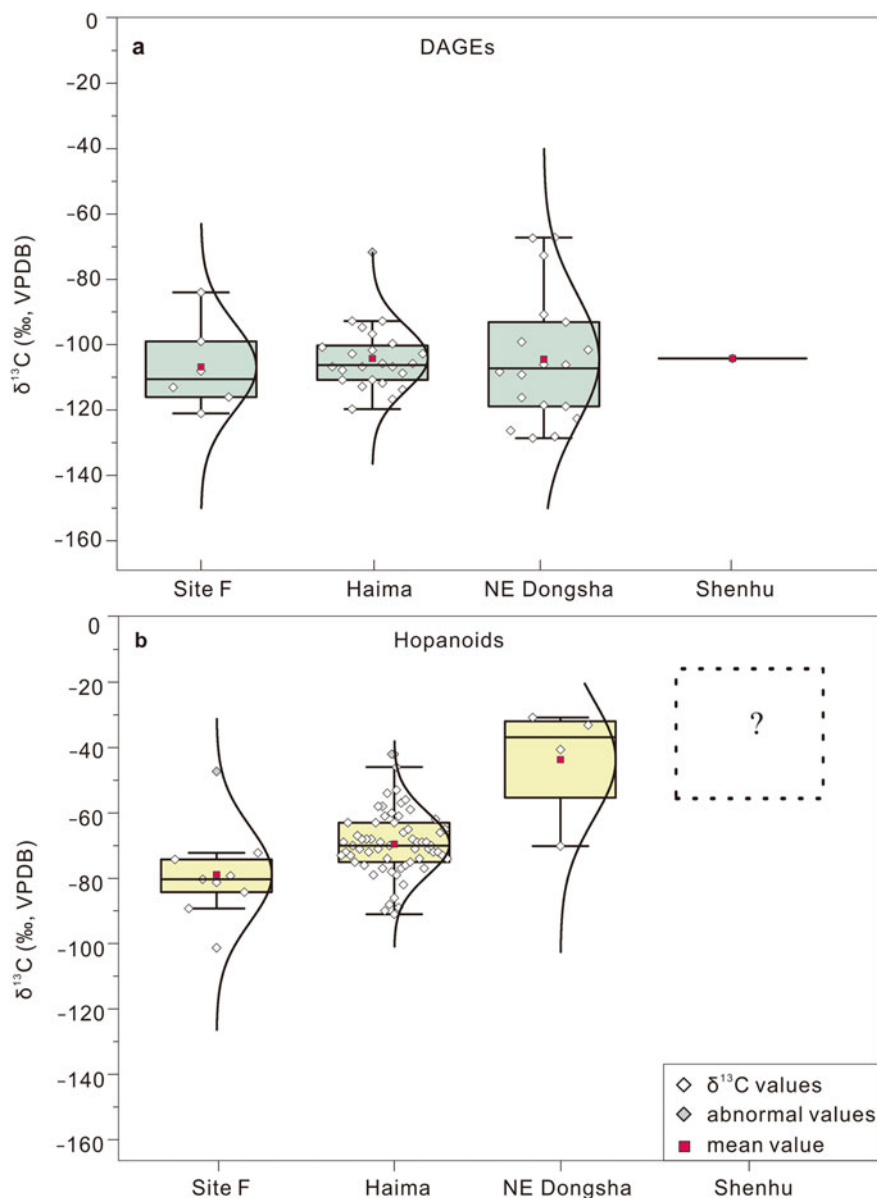 a
DAGEs
0
−20
−40
−60
−80
−100
−120
−140
−160
δ¹³C (‰, VPDB)
Site F Haima NE Dongsha Shenhu
b
Hopanoids
0
−20
−40
−60
−80
−100
−120
−140
−160
δ¹³C (‰, VPDB)
?
δ¹³C values
abnormal values
mean value
Site F Haima NE Dongsha Shenhu